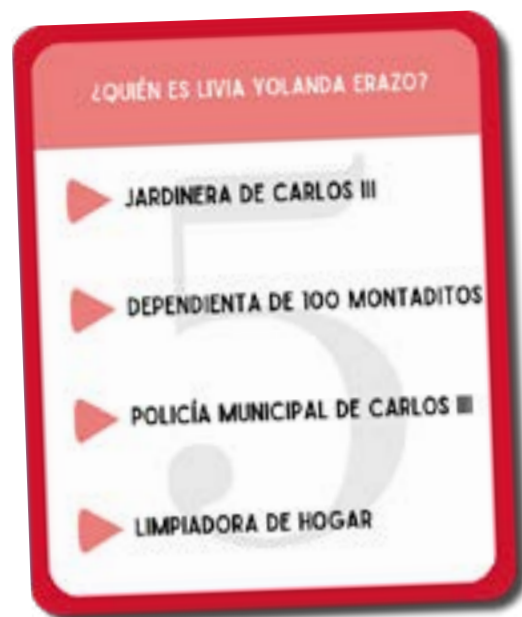 ¿QUIÉN ES LIVIA YOLANDA ERAZO?
JARDINERA DE CARLOS III
DEPENDIENTA DE 100 MONTADITOS
POLICÍA MUNICIPAL DE CARLOS III
LIMPIADORA DE HOGAR
5